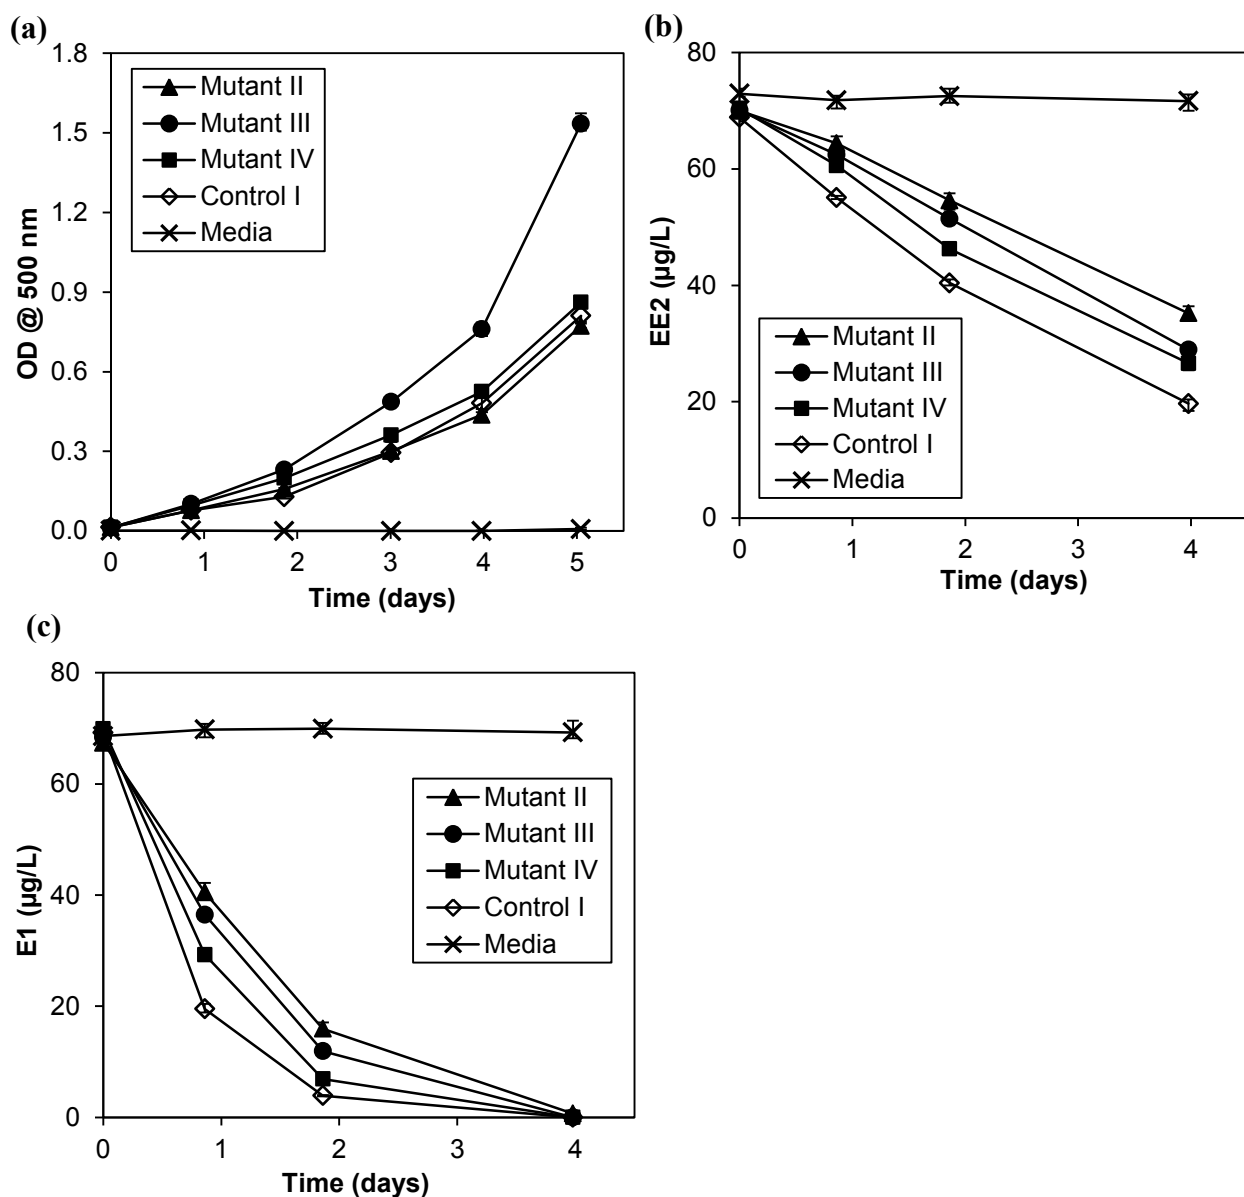 (a)
1.8
1.5
1.2
0.9
0.6
0.3
0.0
OD @ 500 nm
Mutant II
Mutant III
Mutant IV
Control I
Media
0 1 2 3 4 5
Time (days)
(b)
80
60
40
20
0
EE2 (µg/L)
Mutant II
Mutant III
Mutant IV
Control I
Media
0 1 2 3 4
Time (days)
(c)
80
60
40
20
0
E1 (µg/L)
Mutant II
Mutant III
Mutant IV
Control I
Media
0 1 2 3 4
Time (days)